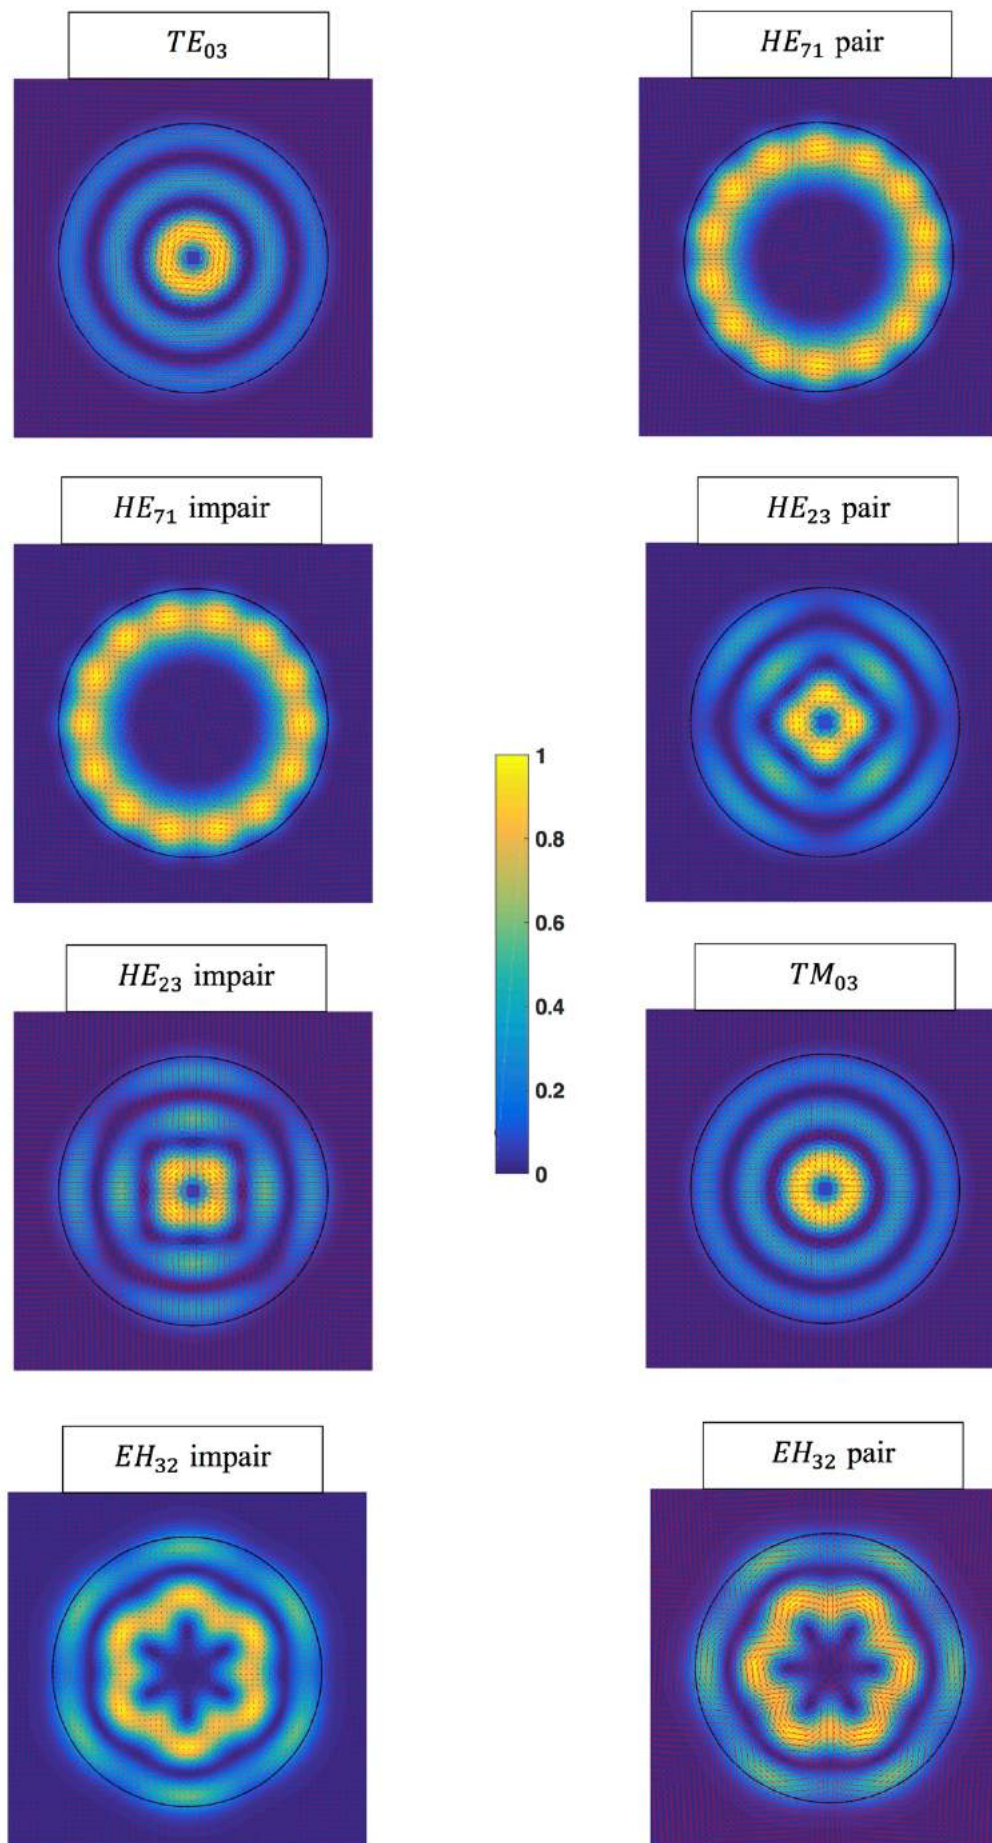 TE₀₃
HE₇₁ pair
HE₇₁ impair
HE₂₃ pair
1
0.8
0.6
0.4
0.2
0
HE₂₃ impair
TM₀₃
EH₃₂ impair
EH₃₂ pair